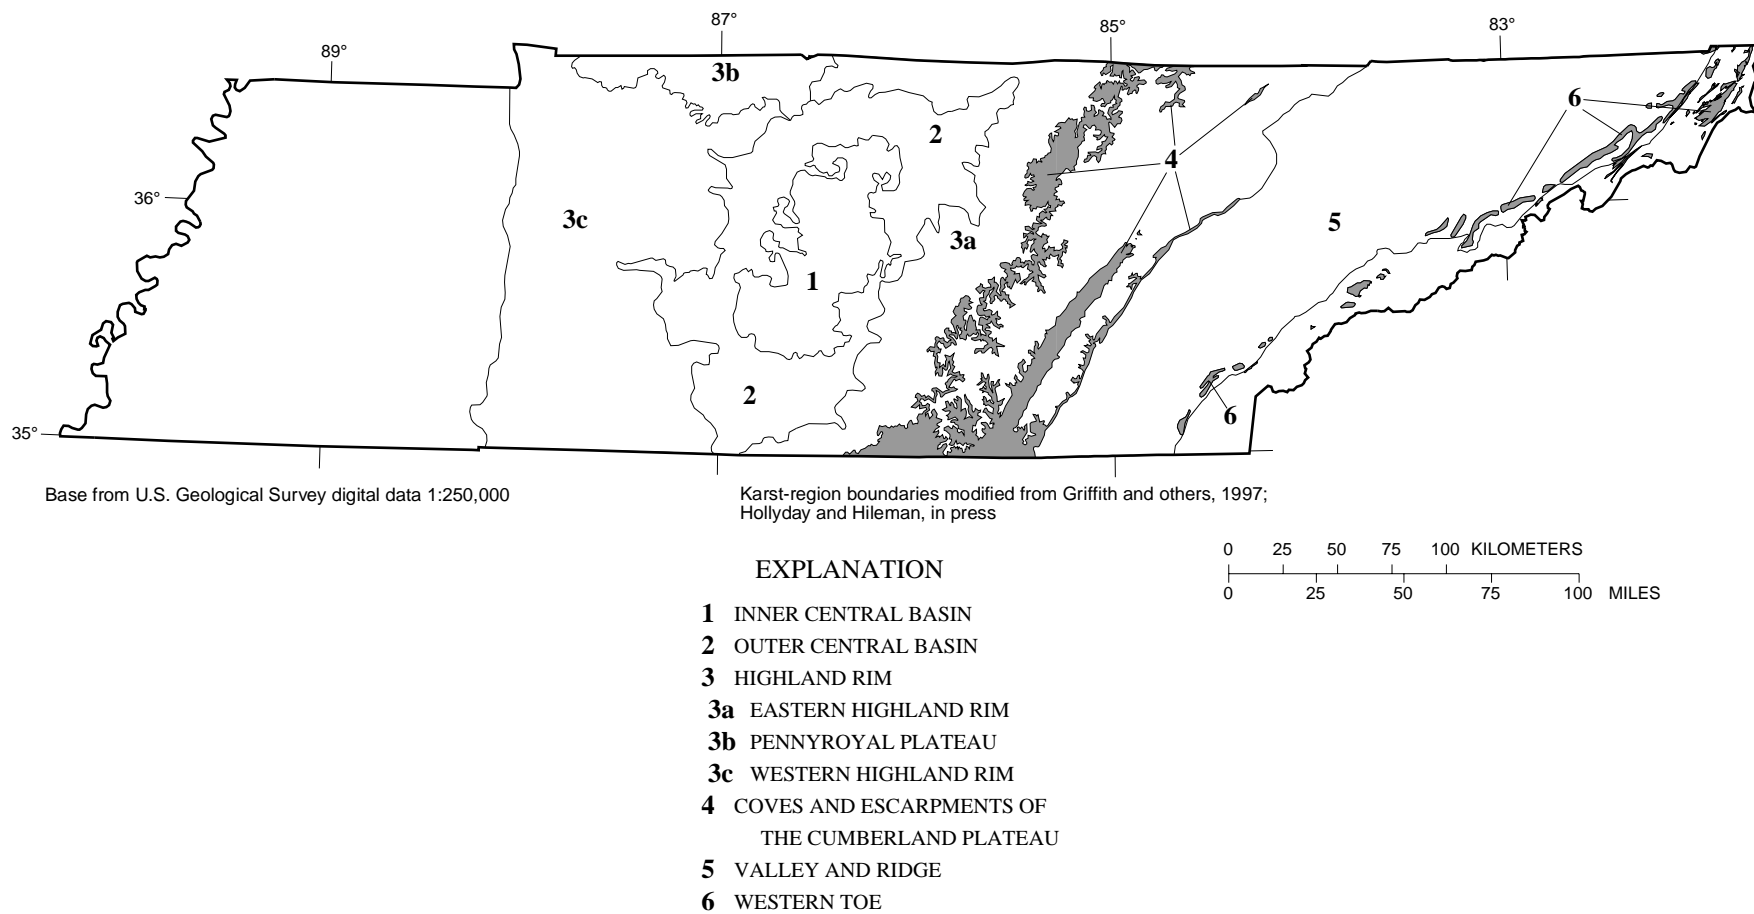 87°
85°
83°
89°
3b
6
2
4
36°
3c
5
3a
1
2
6
35°
Base from U.S. Geological Survey digital data 1:250,000
Karst-region boundaries modified from Griffith and others, 1997;
Hollyday and Hileman, in press
0 25 50 75 100 KILOMETERS
0 25 50 75 100 MILES
EXPLANATION
1 INNER CENTRAL BASIN
2 OUTER CENTRAL BASIN
3 HIGHLAND RIM
3a EASTERN HIGHLAND RIM
3b PENNYROYAL PLATEAU
3c WESTERN HIGHLAND RIM
4 COVES AND ESCARPMENTS OF
THE CUMBERLAND PLATEAU
5 VALLEY AND RIDGE
6 WESTERN TOE